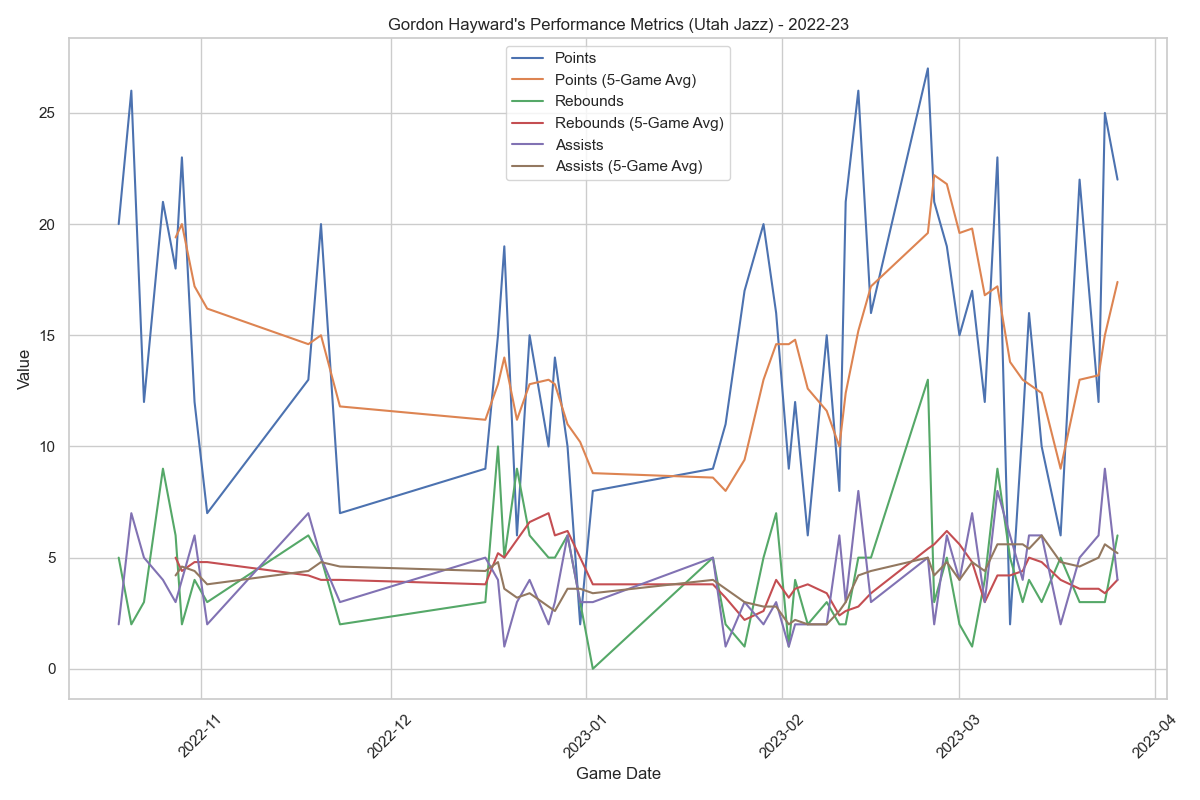 Gordon Hayward's Performance Metrics (Utah Jazz) - 2022-23
Points
Points (5-Game Avg)
Rebounds
Rebounds (5-Game Avg)
Assists
Assists (5-Game Avg)
25
20
15
10
5
0
Value
2022-11
2022-12
2023-01
2023-02
2023-03
2023-04
Game Date